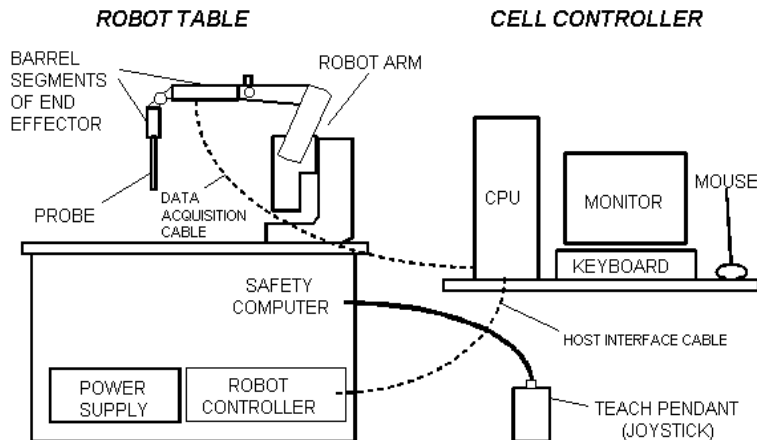 ROBOT TABLE
CELL CONTROLLER
BARREL
SEGMENTS
OF END
EFFECTOR
ROBOT ARM
PROBE
DATA
ACQUISITION
CABLE
CPU
MONITOR
MOUSE
KEYBOARD
SAFETY
COMPUTER
HOST INTERFACE CABLE
POWER
SUPPLY
ROBOT
CONTROLLER
TEACH PENDANT
(JOYSTICK)